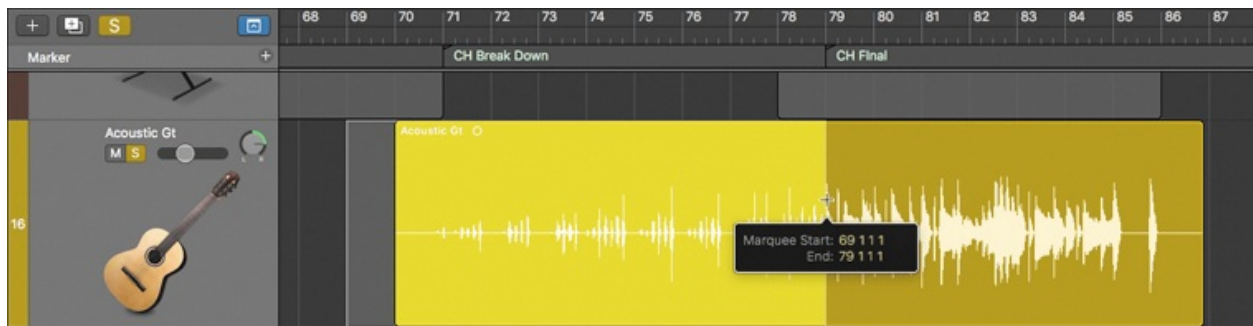 S
68 69 70 71 72 73 74 75 76 77 78 79 80 81 82 83 84 85 86 87
Marker
CH Break Down
CH FInal
Acoustic Gt
M S
L R
Acoustic Gt
16
Marquee Start: 69 1 1 1
End: 79 1 1 1